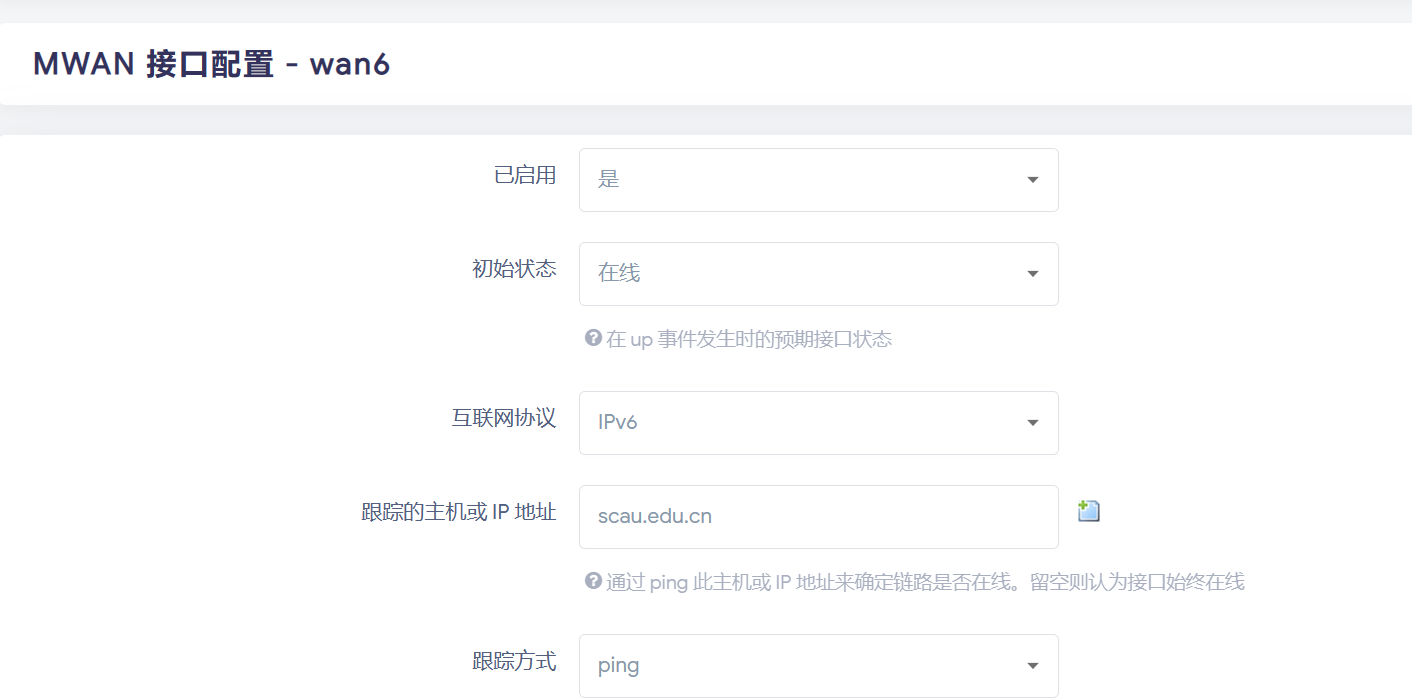 MWAN 接口配置 - wan6
已启用 是
初始状态 在线
在 up 事件发生时的预期接口状态
互联网协议 IPv6
跟踪的主机或 IP 地址 scau.edu.cn
通过 ping 此主机或 IP 地址来确定链路是否在线。留空则认为接口始终在线
跟踪方式 ping